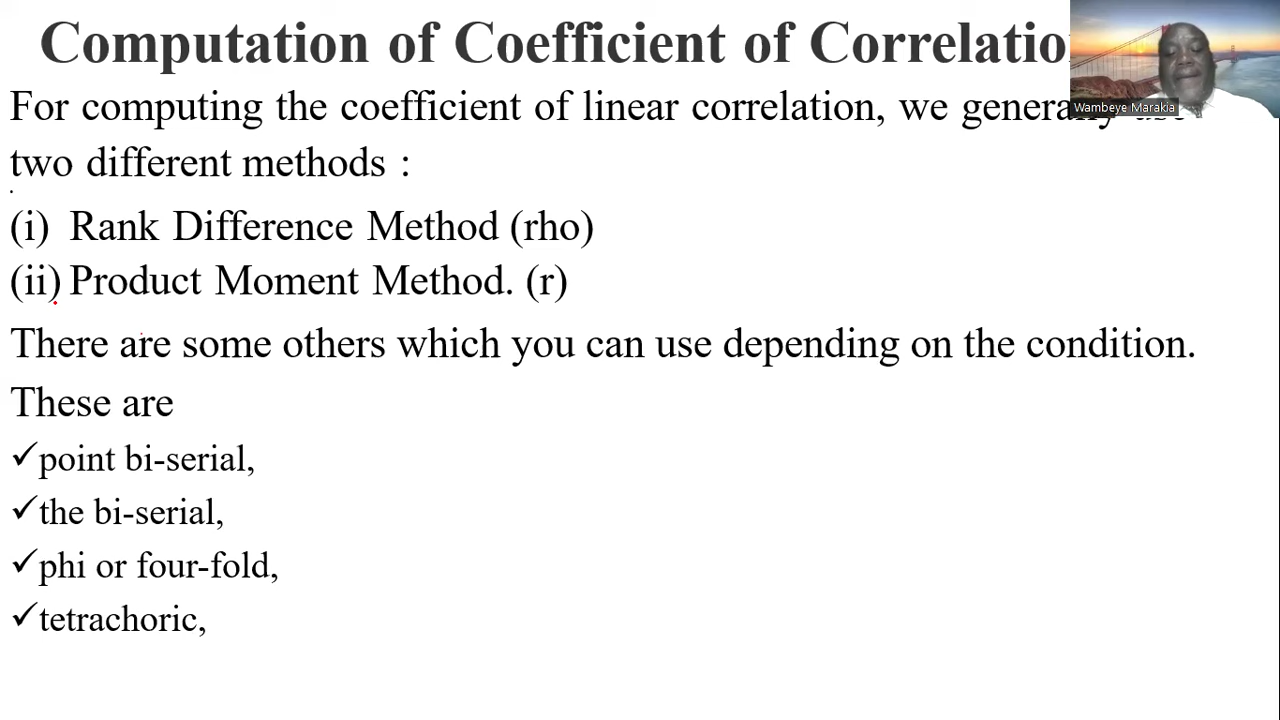 Computation of Coefficient of Correlatio
For computing the coefficient of linear correlation, we generally use
Wambeye Marakia
two different methods :
(i) Rank Difference Method (rho)
(ii) Product Moment Method. (r)
There are some others which you can use depending on the condition.
These are
✓point bi-serial,
✓the bi-serial,
✓phi or four-fold,
✓tetrachoric,